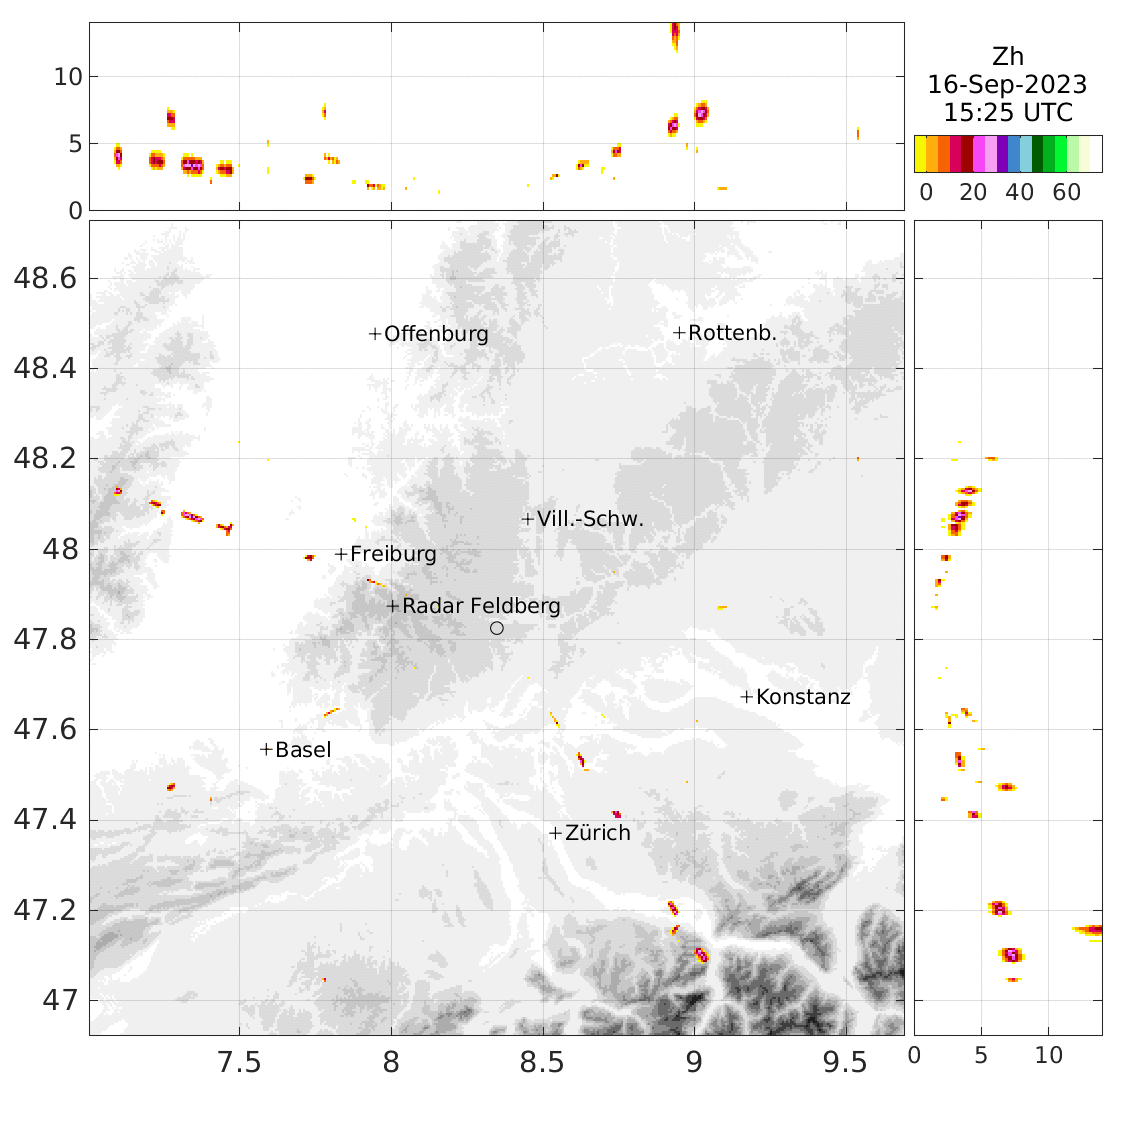 Zh
16-Sep-2023
15:25 UTC
0 20 40 60
10
5
0
48.6
48.4
48.2
48
47.8
47.6
47.4
47.2
47
Offenburg
Rottenb.
Vill.-Schw.
Freiburg
Radar Feldberg
Konstanz
Basel
Zürich
7.5 8 8.5 9 9.5
0 5 10